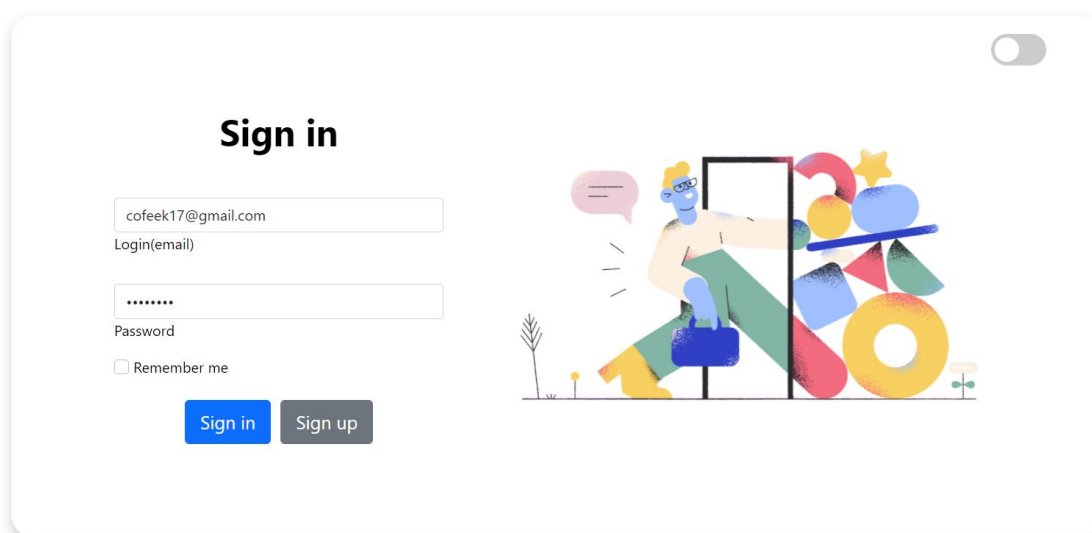 Sign in
cofeek17@gmail.com
Login(email)
••••••••
Password
Remember me
Sign in Sign up